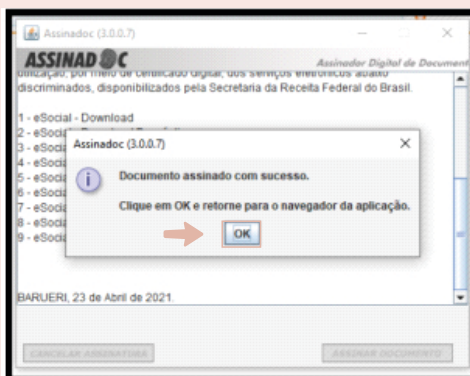 Assinadoc (3.0.0.7)
ASSINADOC
Assinador Digital de Document
utilização, por meio de certificado digital, dos serviços eletrônicos abaixo
discriminados, disponibilizados pela Secretaria da Receita Federal do Brasil.
1 - eSocial - Download
2 - eSocial
3 - eSocia
4 - eSocia
5 - eSocia
6 - eSocia
7 - eSocia
8 - eSocia
9 - eSocia
Assinadoc (3.0.0.7)
Documento assinado com sucesso.
Clique em OK e retorne para o navegador da aplicação.
OK
BARUERI, 23 de Abril de 2021.
CANCELAR ASSINATURA
ASSINAR DOCUMENTO